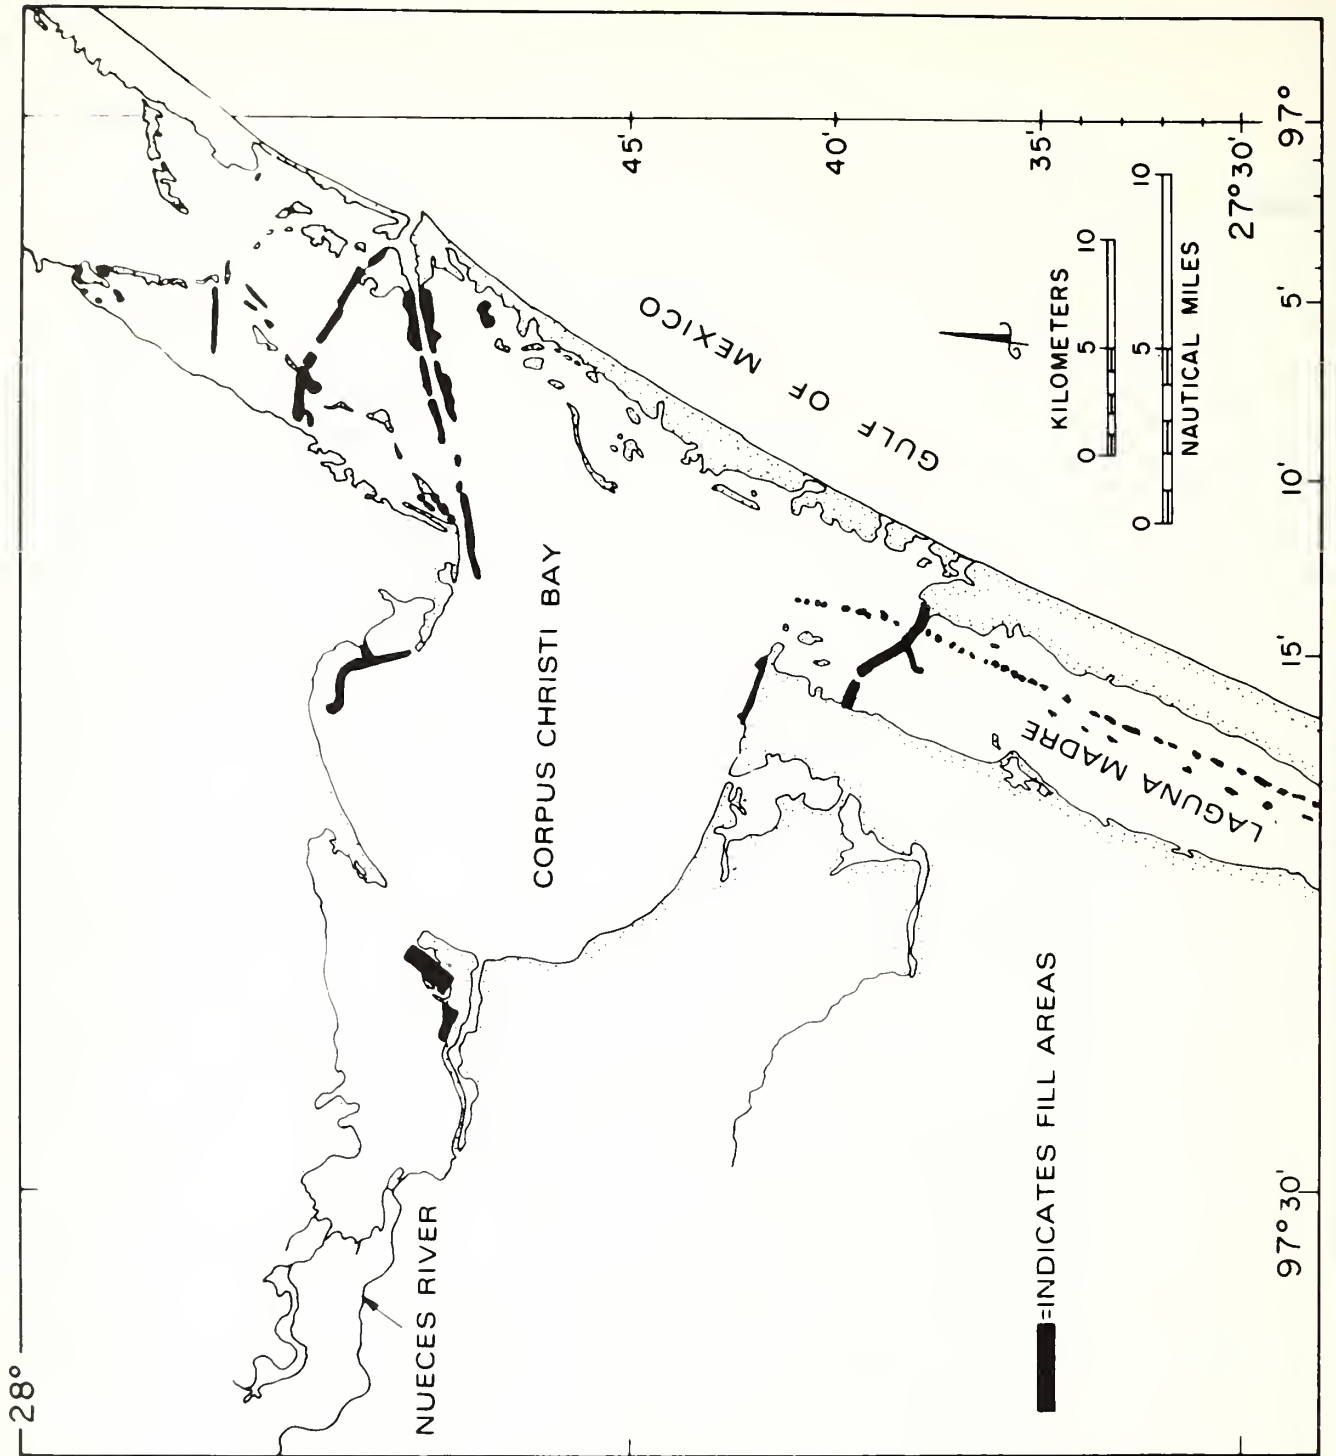 28°
NUECES RIVER
CORPUS CHRISTI BAY
GULF OF MEXICO
LAGUNA MADRE
=INDICATES FILL AREAS
KILOMETERS
0 5 10
0 5 10
NAUTICAL MILES
45'
40'
35'
27° 30'
97°
5'
10'
15'
97° 30'